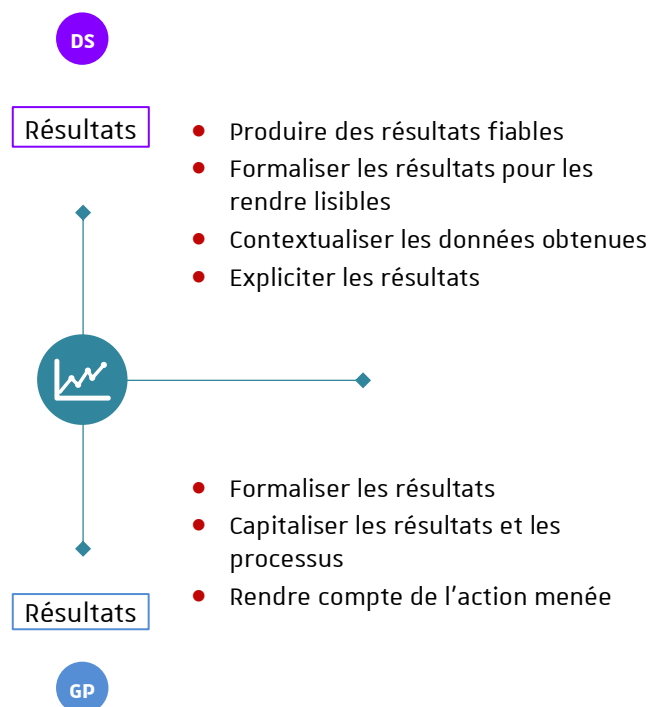 DS
Résultats
Produire des résultats fiables
Formaliser les résultats pour les
rendre lisibles
Contextualiser les données obtenues
Expliciter les résultats
Formaliser les résultats
Capitaliser les résultats et les
processus
Rendre compte de l'action menée
Résultats
GP